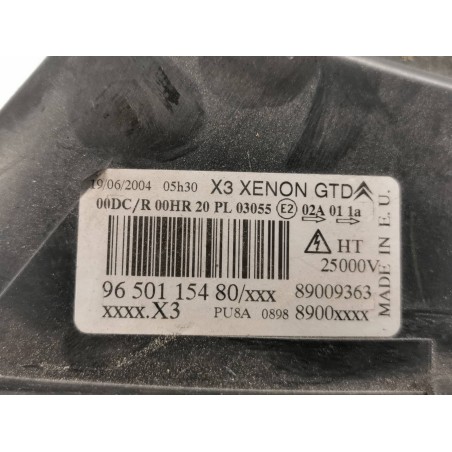 19/06/2004 05h30 X3 XENON GTD
00DC/R 00HR 20 PL 03055 E2 02A 01 1a
HT
25000V
96 501 154 80/xxx 89009363
xxxx.X3 PU8A 0898 8900xxxx
MADE IN E.U.